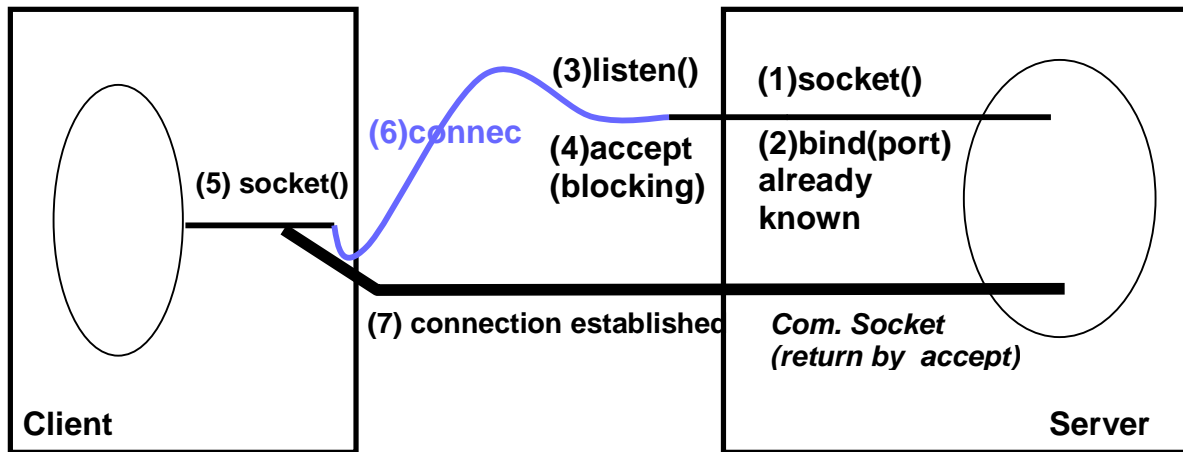 (3)listen()
(1)socket()
(6)connec
(4)accept
(blocking)
(2)bind(port)
already
known
(5) socket()
(7) connection established
Com. Socket
(return by accept)
Client
Server